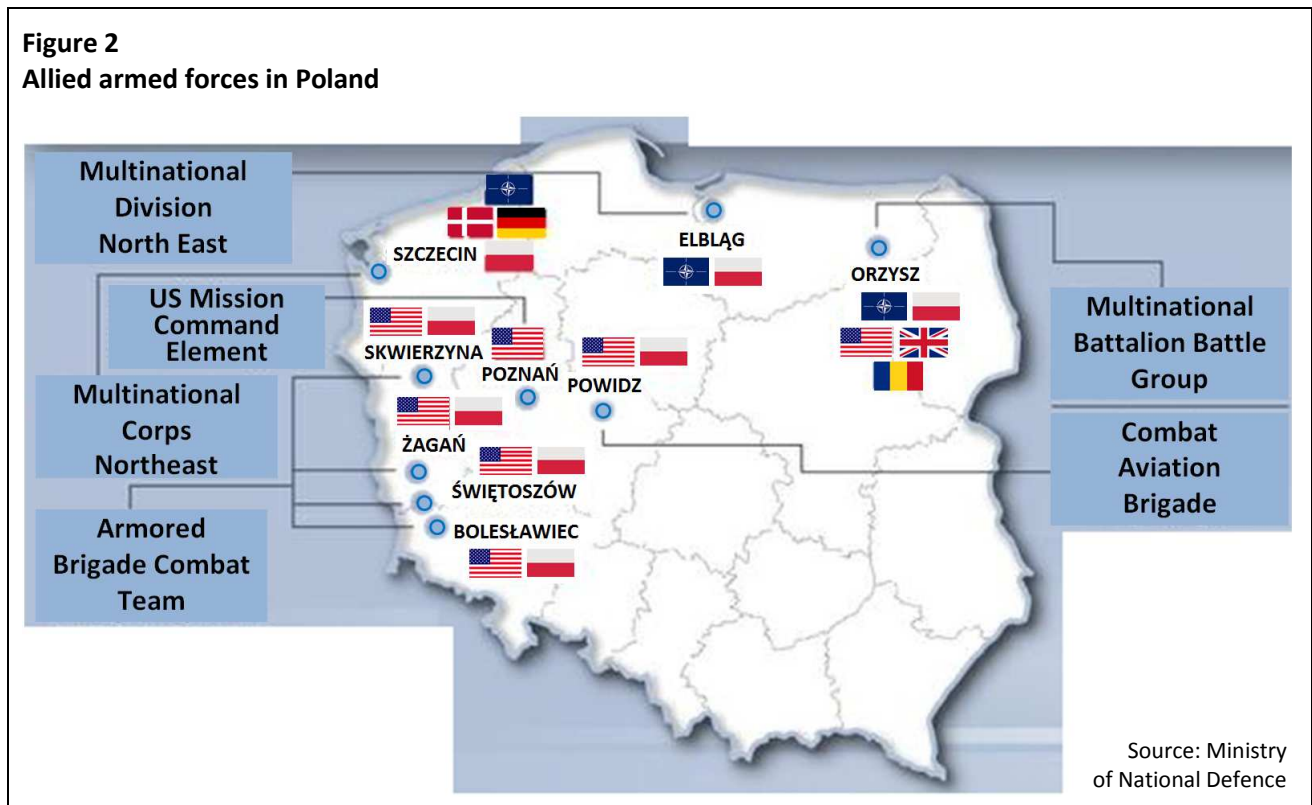 Figure 2
Allied armed forces in Poland
Multinational
Division
North East
SZCZECIN
ELBLĄG
ORZYSZ
US Mission
Command
Element
SKWIERZYNA
POZNAŃ
POWIDZ
Multinational
Battalion Battle
Group
Multinational
Corps
Northeast
ŻAGAŃ
ŚWIĘTOSZÓW
BOLESŁAWIEC
Combat
Aviation
Brigade
Armored
Brigade Combat
Team
Source: Ministry
of National Defence